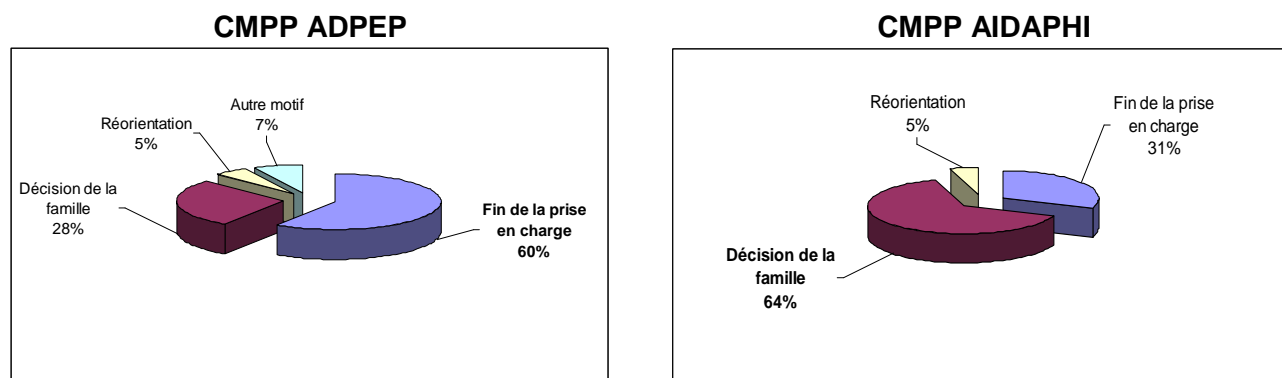 CMPP ADPEP
Autre motif
7%
Réorientation
5%
Décision de la
famille
28%
Fin de la prise
en charge
60%
CMPP AIDAPHI
Réorientation
5%
Fin de la prise
en charge
31%
Décision de la
famille
64%